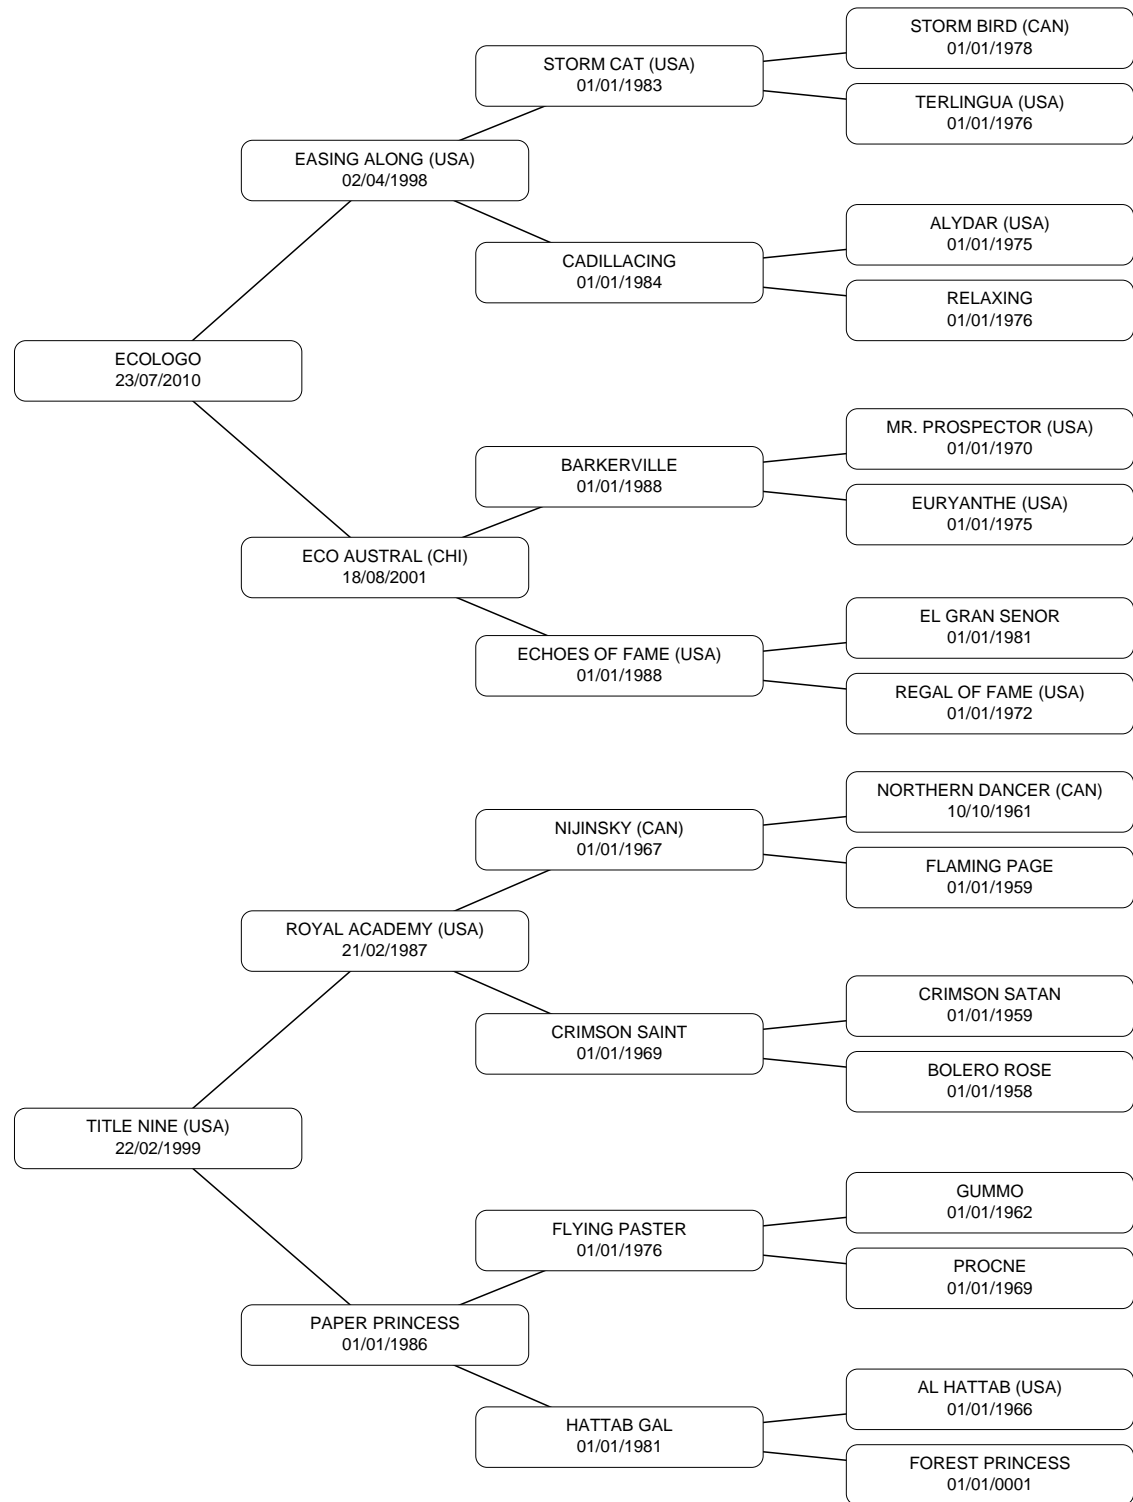 STORM BIRD (CAN)
01/01/1978
STORM CAT (USA)
01/01/1983
TERLINGUA (USA)
01/01/1976
EASING ALONG (USA)
02/04/1998
ALYDAR (USA)
01/01/1975
CADILLACING
01/01/1984
RELAXING
01/01/1976
ECOLOGO
23/07/2010
MR. PROSPECTOR (USA)
01/01/1970
BARKERVILLE
01/01/1988
EURYANTHE (USA)
01/01/1975
ECO AUSTRAL (CHI)
18/08/2001
EL GRAN SENOR
01/01/1981
ECHOES OF FAME (USA)
01/01/1988
REGAL OF FAME (USA)
01/01/1972
NORTHERN DANCER (CAN)
10/10/1961
NIJINSKY (CAN)
01/01/1967
FLAMING PAGE
01/01/1959
ROYAL ACADEMY (USA)
21/02/1987
CRIMSON SATAN
01/01/1959
CRIMSON SAINT
01/01/1969
BOLERO ROSE
01/01/1958
TITLE NINE (USA)
22/02/1999
GUMMO
01/01/1962
FLYING PASTER
01/01/1976
PROCNE
01/01/1969
PAPER PRINCESS
01/01/1986
AL HATTAB (USA)
01/01/1966
HATTAB GAL
01/01/1981
FOREST PRINCESS
01/01/0001